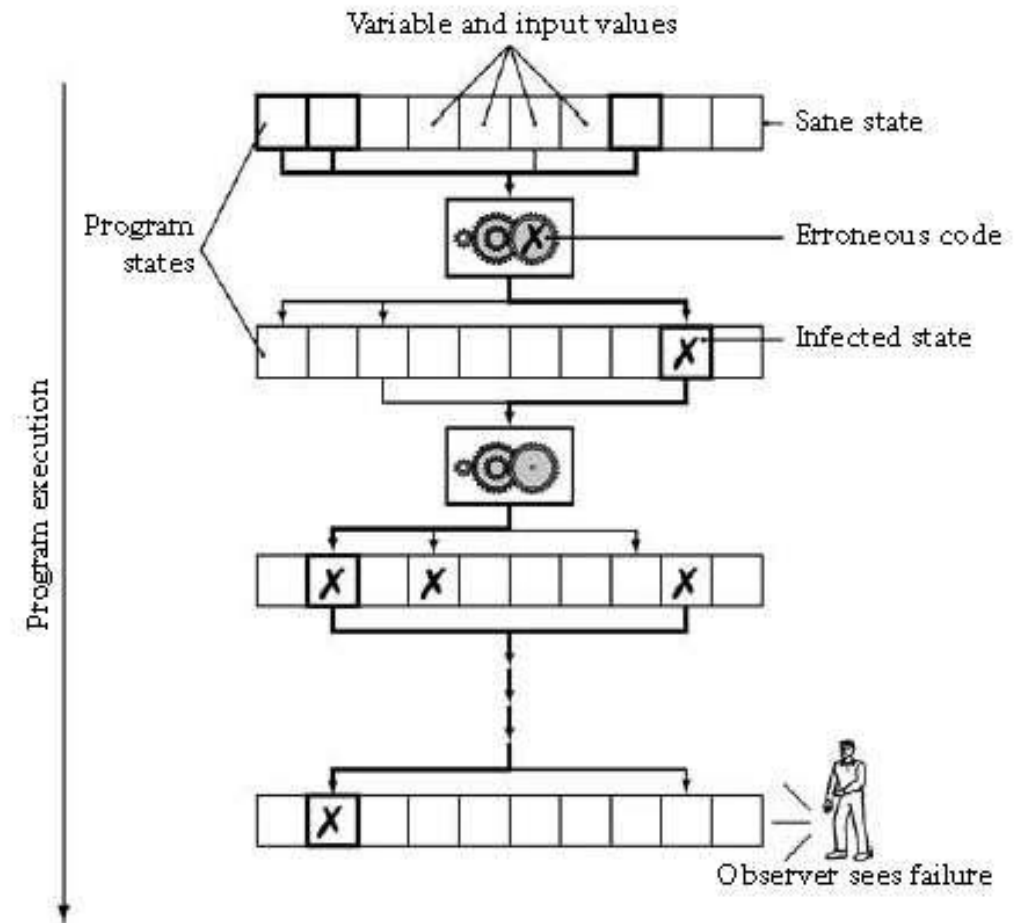 Variable and input values
Sane state
Program
states
Erroneous code
Infected state
Program execution
Observer sees failure